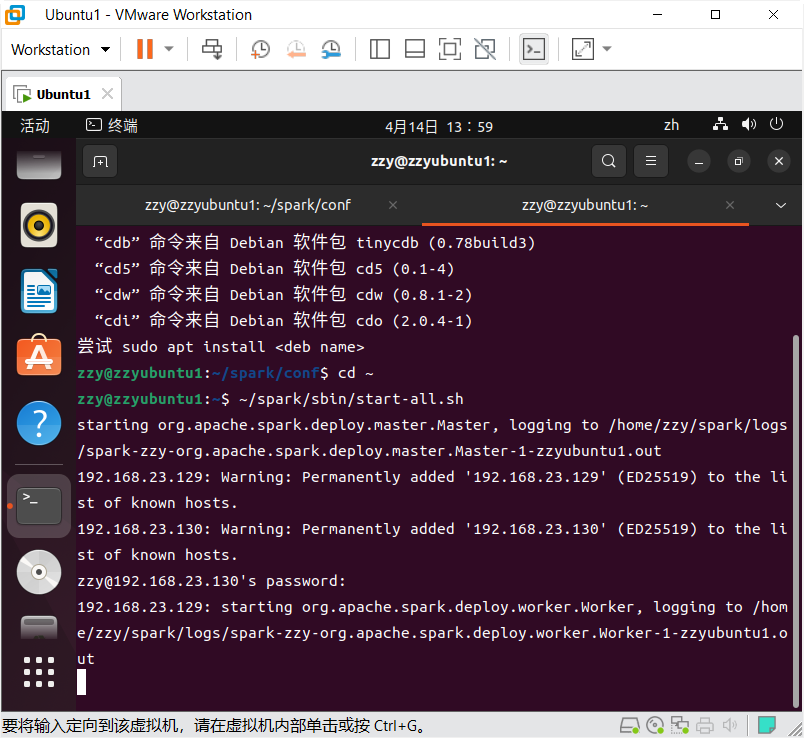 Ubuntu1 - VMware Workstation
Workstation
Ubuntu1
活动
终端
4月14日 13：59
zh
zzy@zzyubuntu1: ~
zzy@zzyubuntu1: ~/spark/conf
zzy@zzyubuntu1: ~
“cdb” 命令来自 Debian 软件包 tinycdb (0.78build3)
“cd5” 命令来自 Debian 软件包 cd5 (0.1-4)
“cdw” 命令来自 Debian 软件包 cdw (0.8.1-2)
“cdi” 命令来自 Debian 软件包 cdo (2.0.4-1)
尝试 sudo apt install <deb name>
zzy@zzyubuntu1:~/spark/conf$ cd ~
zzy@zzyubuntu1:~$ ~/spark/sbin/start-all.sh
starting org.apache.spark.deploy.master.Master, logging to /home/zzy/spark/logs
/spark-zzy-org.apache.spark.deploy.master.Master-1-zzyubuntu1.out
192.168.23.129: Warning: Permanently added '192.168.23.129' (ED25519) to the li
st of known hosts.
192.168.23.130: Warning: Permanently added '192.168.23.130' (ED25519) to the li
st of known hosts.
zzy@192.168.23.130's password:
192.168.23.129: starting org.apache.spark.deploy.worker.Worker, logging to /hom
e/zzy/spark/logs/spark-zzy-org.apache.spark.deploy.worker.Worker-1-zzyubuntu1.o
ut
要将输入定向到该虚拟机，请在虚拟机内部单击或按 Ctrl+G。